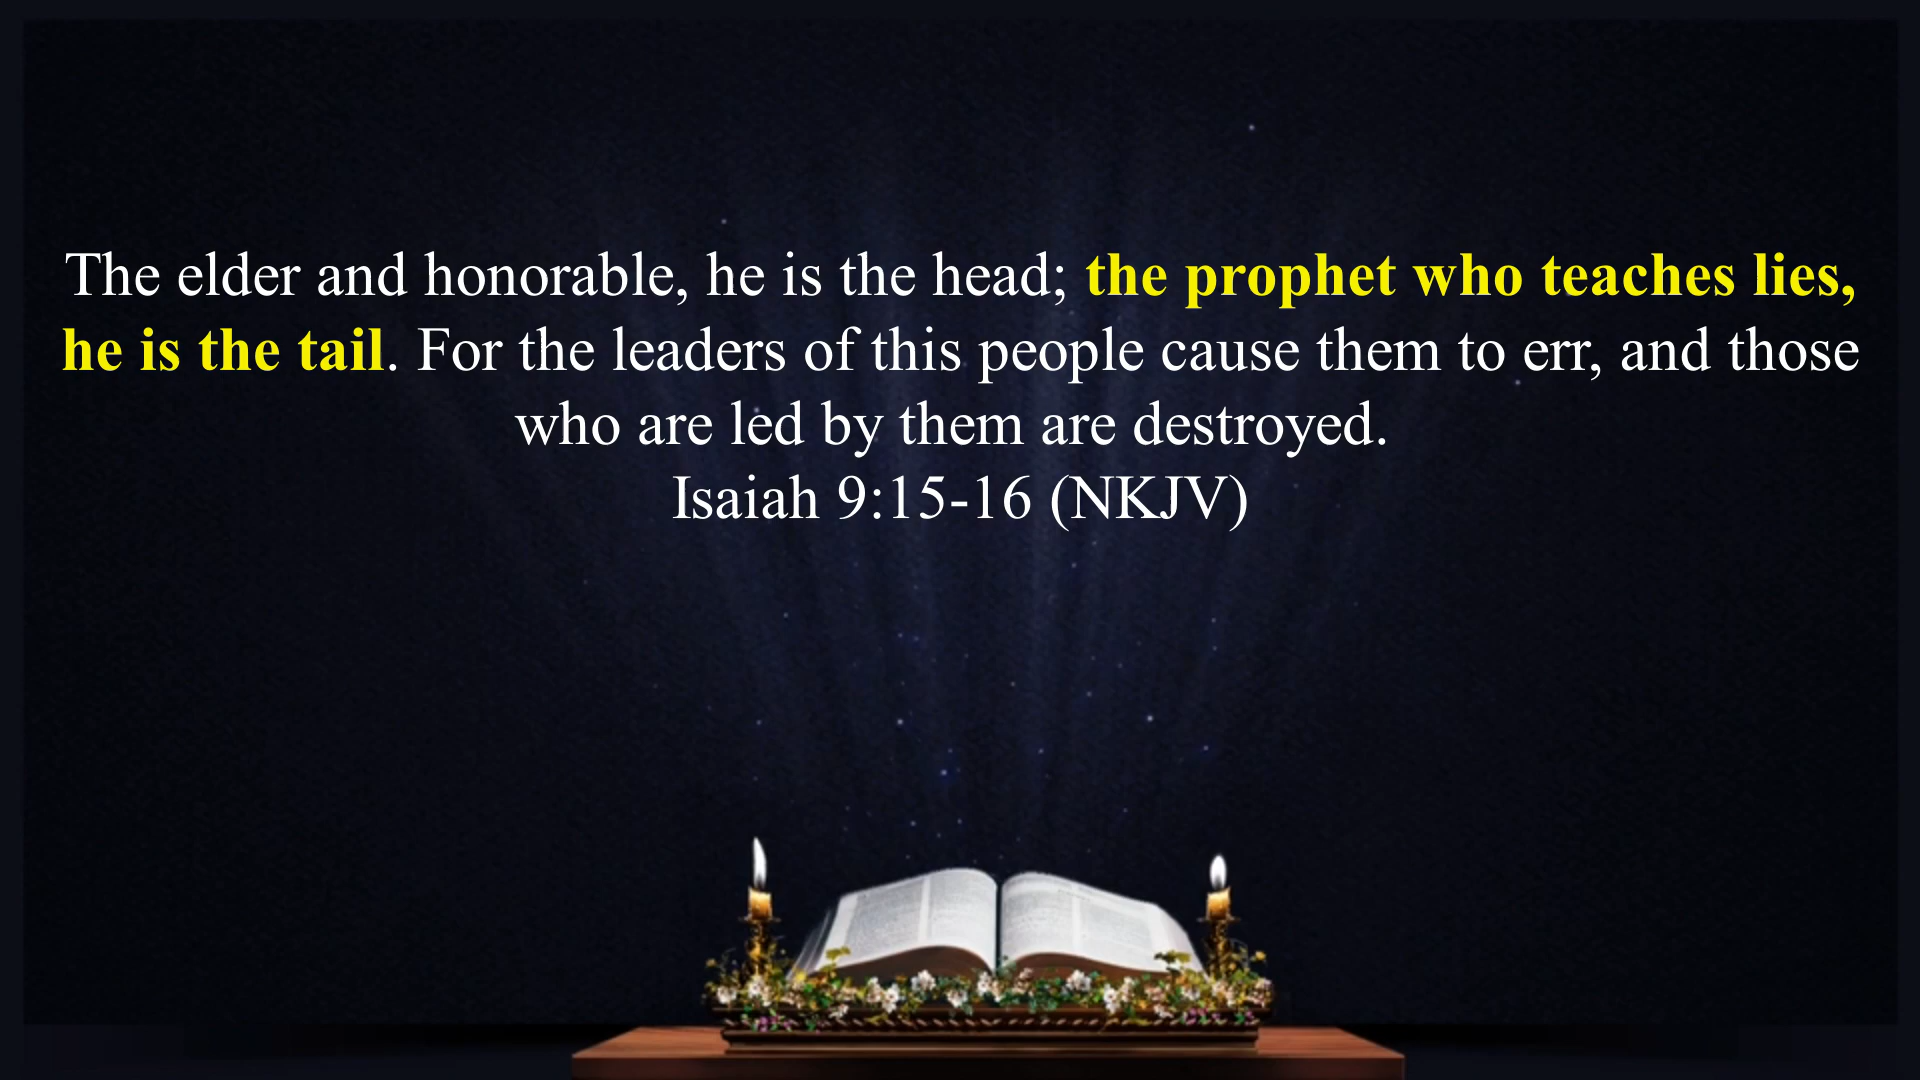 The elder and honorable, he is the head; the prophet who teaches lies,
he is the tail. For the leaders of this people cause them to err, and those
who are led by them are destroyed.
Isaiah 9:15-16 (NKJV)